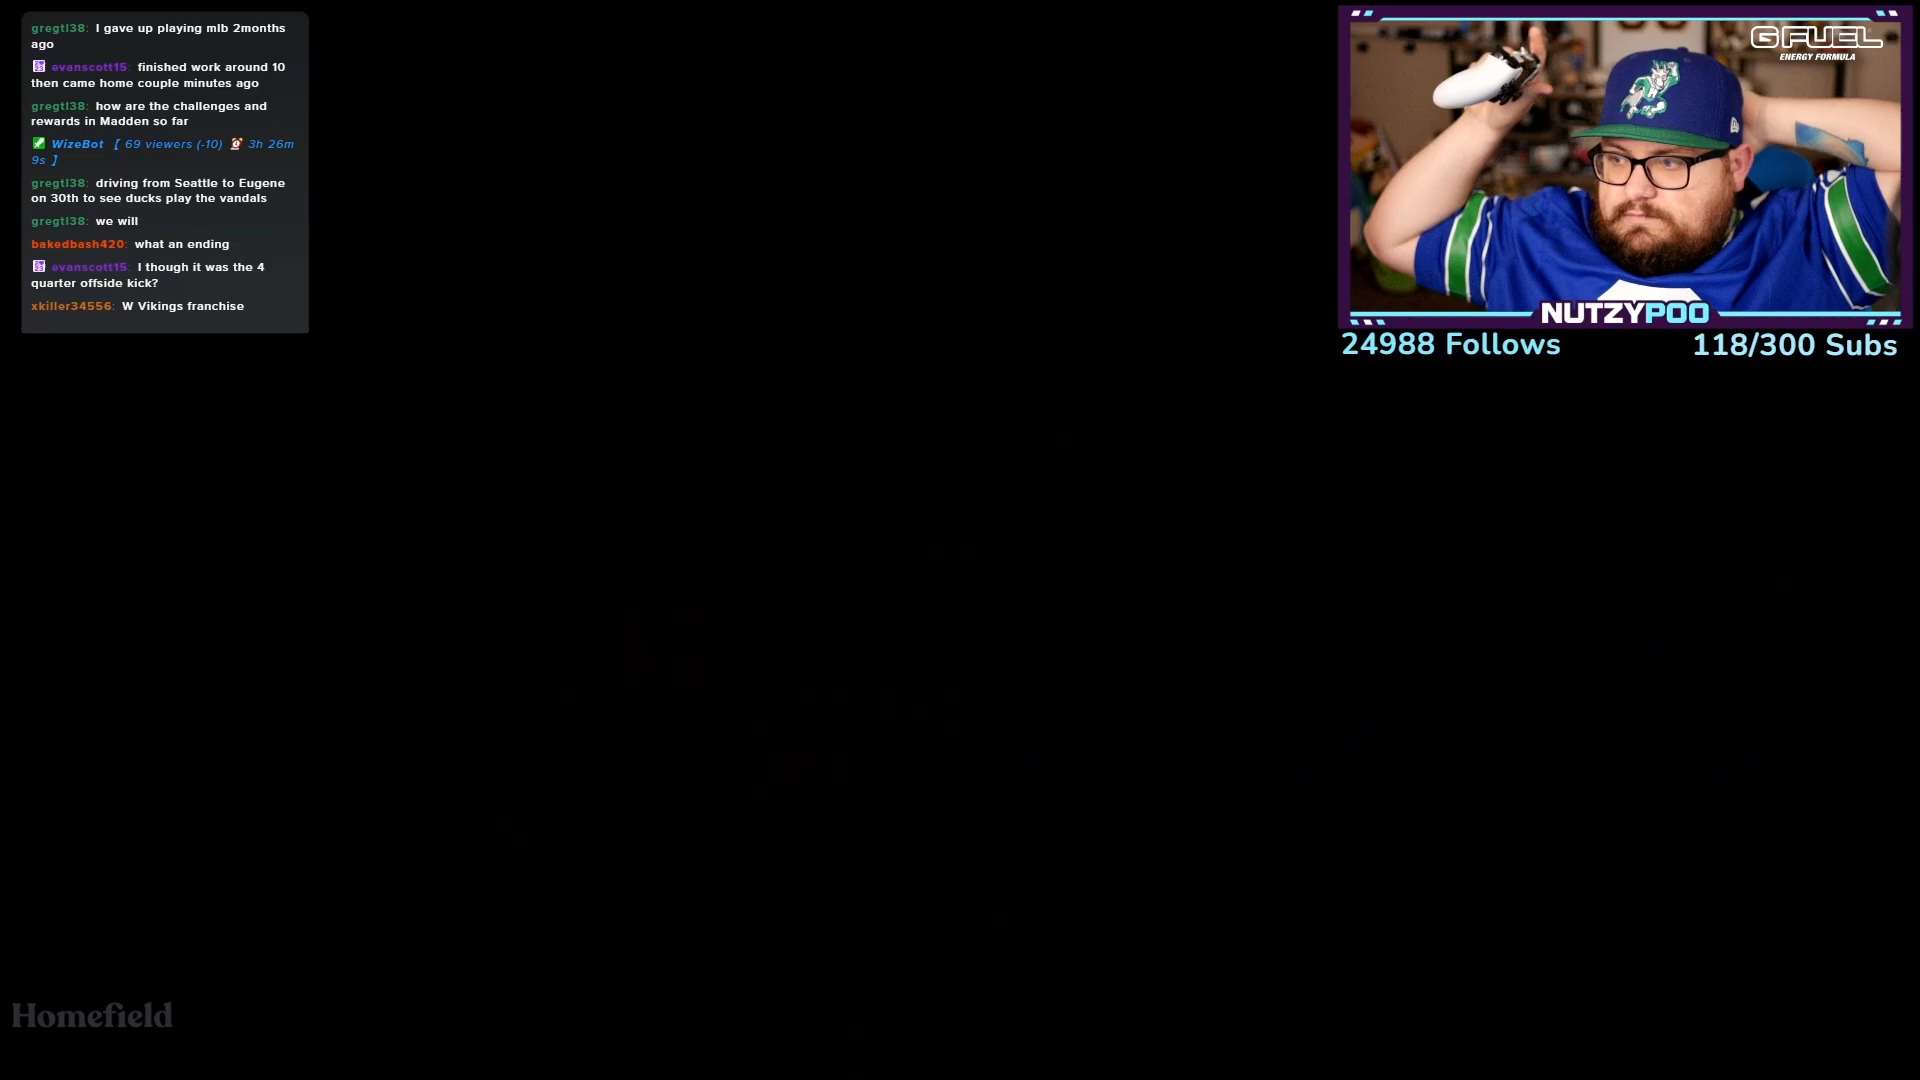 gregtl38: I gave up playing mlb 2months
ago
evanscott15: finished work around 10
then came home couple minutes ago
gregtl38: how are the challenges and
rewards in Madden so far
WizeBot 【 69 viewers (-10) ⏰ 3h 26m
9s 】
gregtl38: driving from Seattle to Eugene
on 30th to see ducks play the vandals
gregtl38: we will
bakedbash420: what an ending
evanscott15: I though it was the 4
quarter offside kick?
xkiller34556: W Vikings franchise
G FUEL
ENERGY FORMULA
NUTZYPOO
24988 Follows
118/300 Subs
Homefield